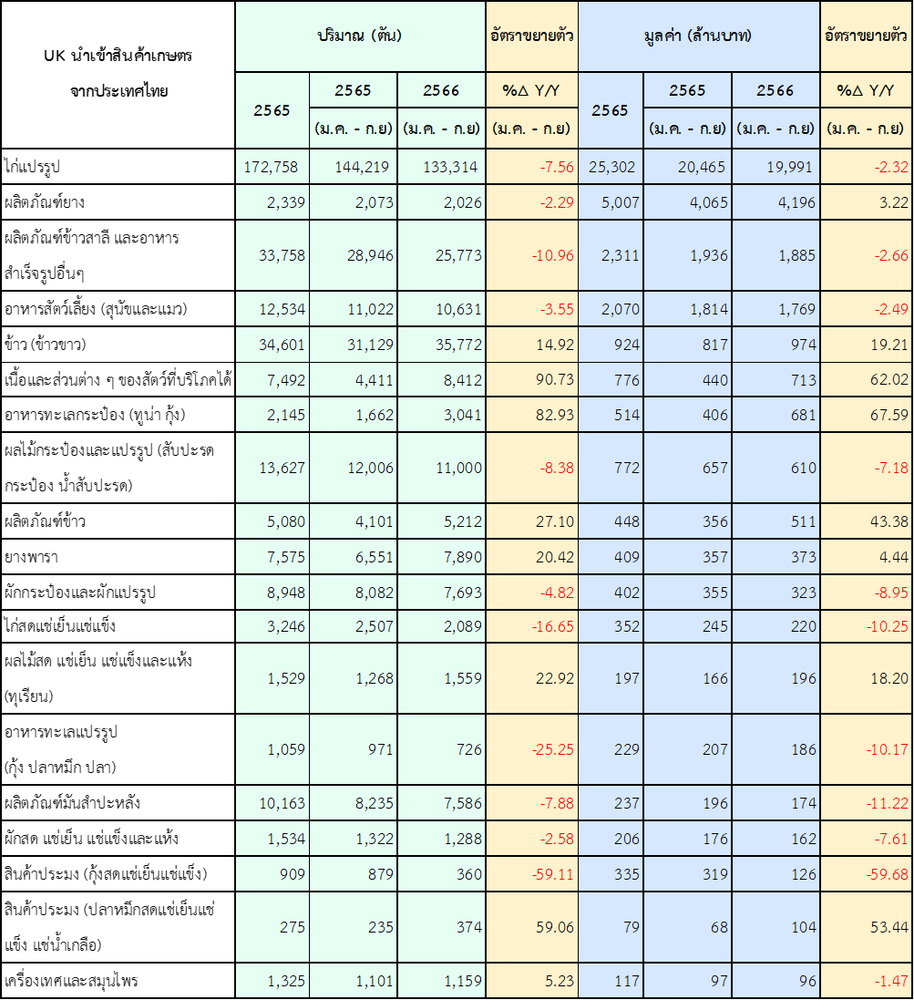 UK นำเข้าสินค้าเกษตร
จากประเทศไทย
ปริมาณ (ตัน) อัตราขยายตัว มูลค่า (ล้านบาท) อัตราขยายตัว
2565 2565 2566 %△ Y/Y 2565 2565 2566 %△ Y/Y
(ม.ค. - ก.ย) (ม.ค. - ก.ย) (ม.ค. - ก.ย) (ม.ค. - ก.ย) (ม.ค. - ก.ย) (ม.ค. - ก.ย)
ไก่แปรรูป 172,758 144,219 133,314 -7.56 25,302 20,465 19,991 -2.32
ผลิตภัณฑ์ยาง 2,339 2,073 2,026 -2.29 5,007 4,065 4,196 3.22
ผลิตภัณฑ์ข้าวสาลี และอาหาร
สำเร็จรูปอื่นๆ 33,758 28,946 25,773 -10.96 2,311 1,936 1,885 -2.66
อาหารสัตว์เลี้ยง (สุนัขและแมว) 12,534 11,022 10,631 -3.55 2,070 1,814 1,769 -2.49
ข้าว (ข้าวขาว) 34,601 31,129 35,772 14.92 924 817 974 19.21
เนื้อและส่วนต่าง ๆ ของสัตว์ที่บริโภคได้ 7,492 4,411 8,412 90.73 776 440 713 62.02
อาหารทะเลกระป๋อง (ทูน่า กุ้ง) 2,145 1,662 3,041 82.93 514 406 681 67.59
ผลไม้กระป๋องและแปรรูป (สับปะรด
กระป๋อง น้ำสับปะรด) 13,627 12,006 11,000 -8.38 772 657 610 -7.18
ผลิตภัณฑ์ข้าว 5,080 4,101 5,212 27.10 448 356 511 43.38
ยางพารา 7,575 6,551 7,890 20.42 409 357 373 4.44
ผักกระป๋องและผักแปรรูป 8,948 8,082 7,693 -4.82 402 355 323 -8.95
ไก่สดแช่เย็นแช่แข็ง 3,246 2,507 2,089 -16.65 352 245 220 -10.25
ผลไม้สด แช่เย็น แช่แข็งและแห้ง
(ทุเรียน) 1,529 1,268 1,559 22.92 197 166 196 18.20
อาหารทะเลแปรรูป
(กุ้ง ปลาหมึก ปลา) 1,059 971 726 -25.25 229 207 186 -10.17
ผลิตภัณฑ์มันสำปะหลัง 10,163 8,235 7,586 -7.88 237 196 174 -11.22
ผักสด แช่เย็น แช่แข็งและแห้ง 1,534 1,322 1,288 -2.58 206 176 162 -7.61
สินค้าประมง (กุ้งสดแช่เย็นแช่แข็ง) 909 879 360 -59.11 335 319 126 -59.68
สินค้าประมง (ปลาหมึกสดแช่เย็นแช่
แข็ง แช่น้ำเกลือ) 275 235 374 59.06 79 68 104 53.44
เครื่องเทศและสมุนไพร 1,325 1,101 1,159 5.23 117 97 96 -1.47